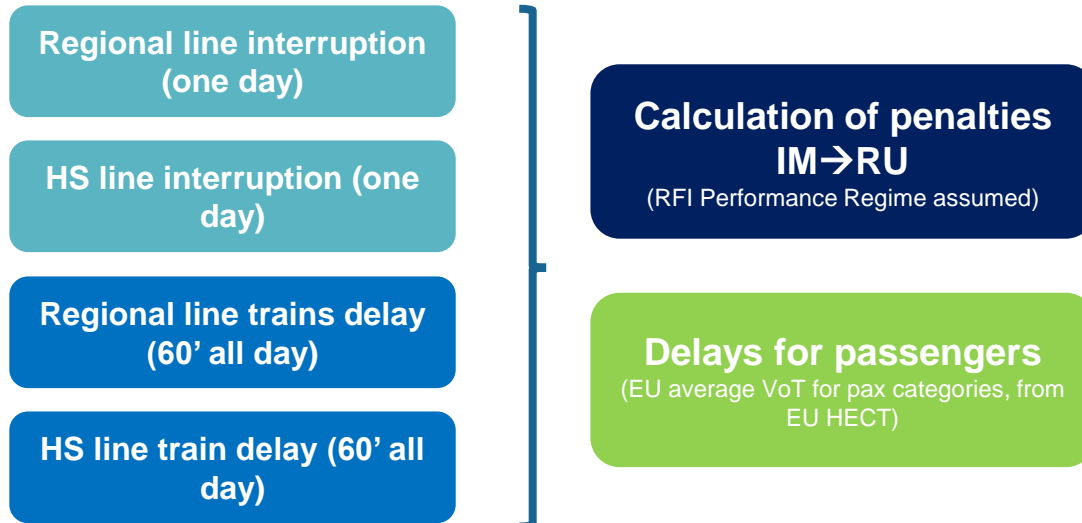 Regional line interruption
(one day)
HS line interruption (one
day)
Regional line trains delay
(60’ all day)
HS line train delay (60’ all
day)
Calculation of penalties
IM→RU
(RFI Performance Regime assumed)
Delays for passengers
(EU average VoT for pax categories, from
EU HECT)